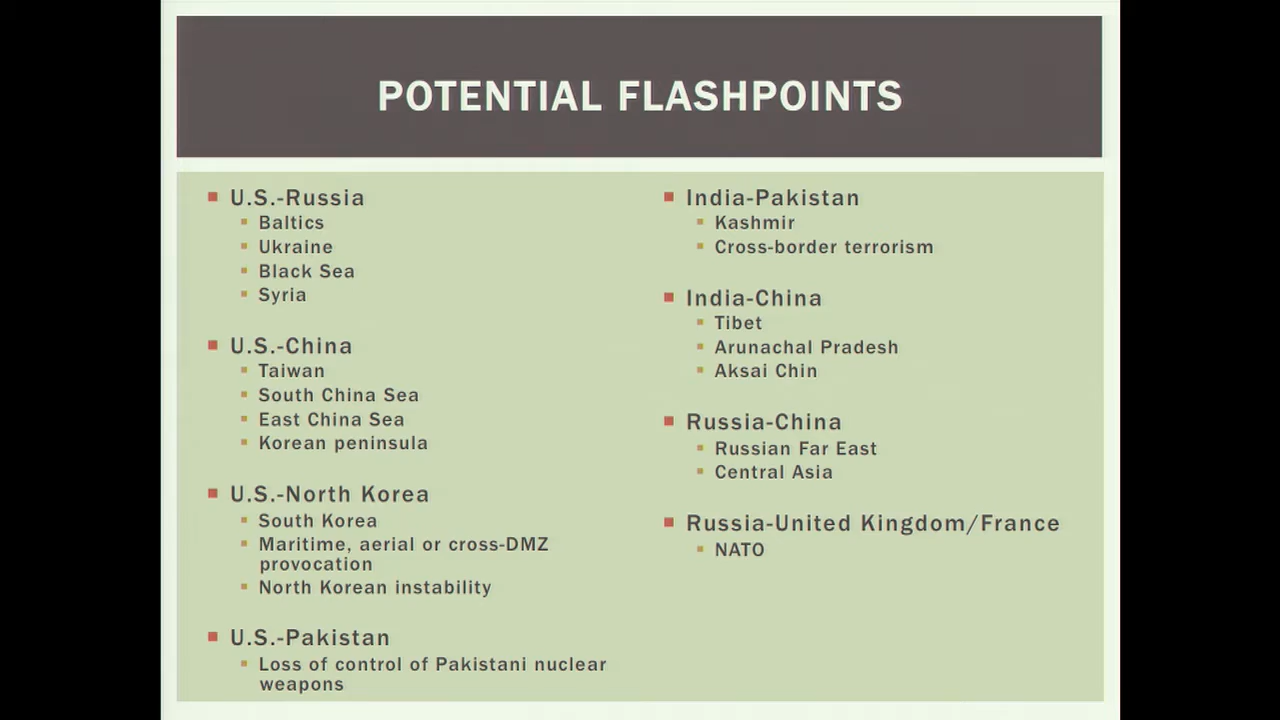 POTENTIAL FLASHPOINTS
U.S.-Russia
Baltics
Ukraine
Black Sea
Syria
U.S.-China
Taiwan
South China Sea
East China Sea
Korean peninsula
U.S.-North Korea
South Korea
Maritime, aerial or cross-DMZ
provocation
North Korean instability
U.S.-Pakistan
Loss of control of Pakistani nuclear
weapons
India-Pakistan
Kashmir
Cross-border terrorism
India-China
Tibet
Arunachal Pradesh
Aksai Chin
Russia-China
Russian Far East
Central Asia
Russia-United Kingdom/France
NATO